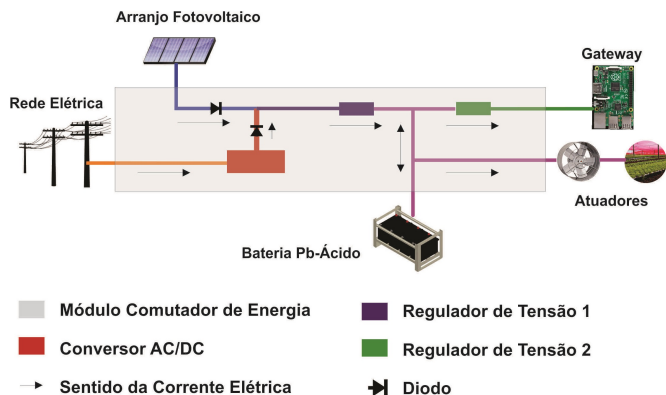 Arranjo Fotovoltaico
Gateway
Rede Elétrica
Atuadores
Bateria Pb-Ácido
Módulo Comutador de Energia
Regulador de Tensão 1
Conversor AC/DC
Regulador de Tensão 2
Sentido da Corrente Elétrica
Diodo